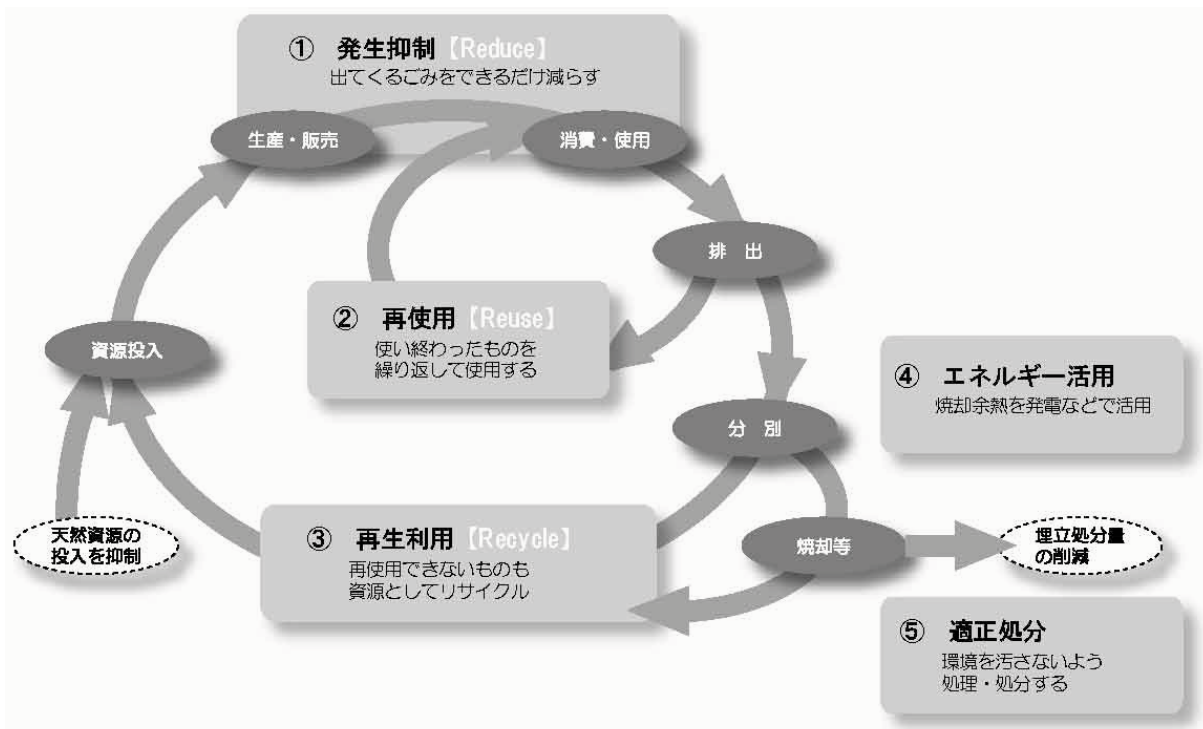 ① 発生抑制【Reduce】
出てくるごみをできるだけ減らす
生産・販売
消費・使用
排 出
② 再使用【Reuse】
使い終わったものを
繰り返して使用する
資源投入
④ エネルギー活用
焼却余熱を発電などで活用
分 別
天然資源の
投入を抑制
③ 再生利用【Recycle】
再使用できないものも
資源としてリサイクル
焼却等
埋立処分量
の削減
⑤ 適正処分
環境を汚さないよう
処理・処分する